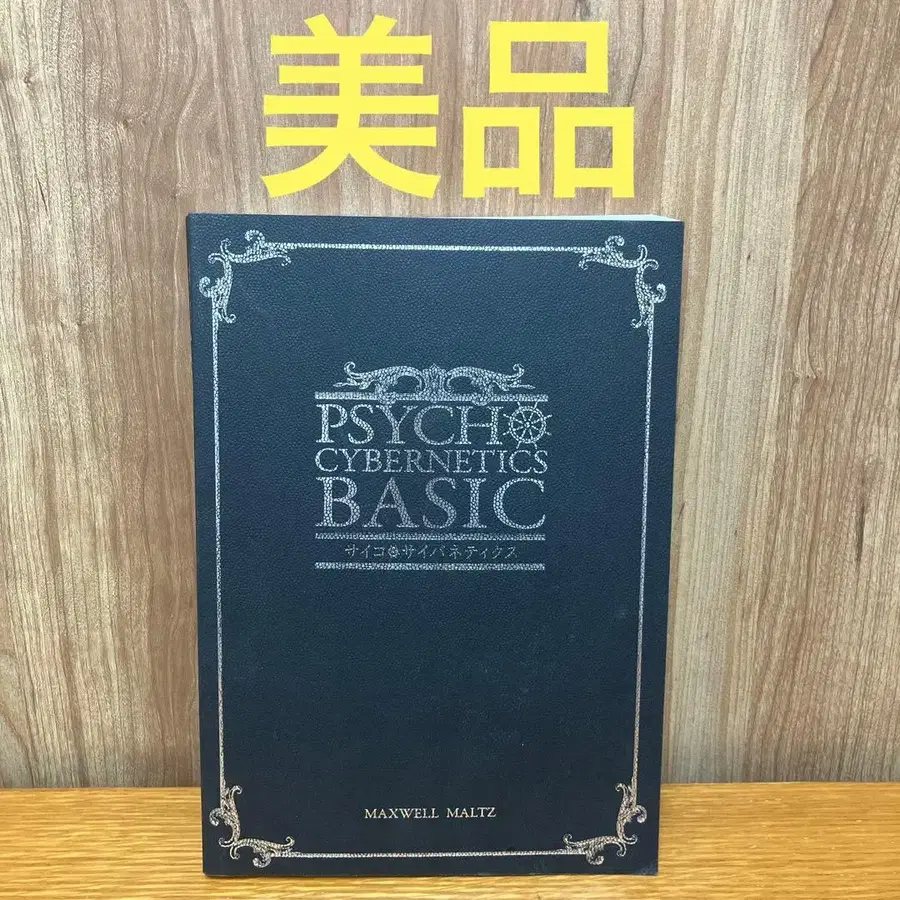 美品
PSYCHO
CYBERNETICS
BASIC
サイコ サイバネティクス
MAXWELL MALTZ